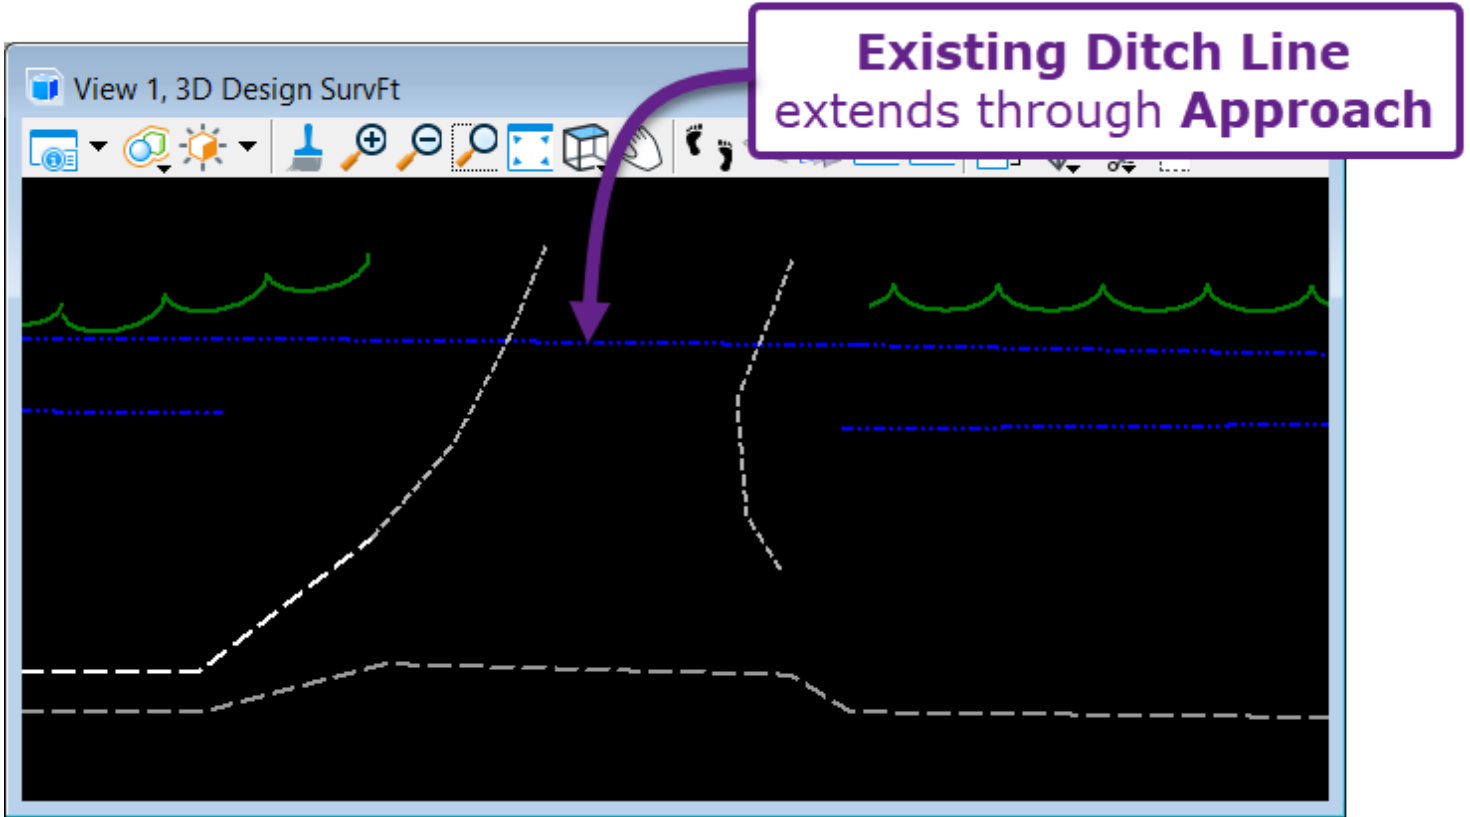 Existing Ditch Line
extends through Approach
View 1, 3D Design SurvFt